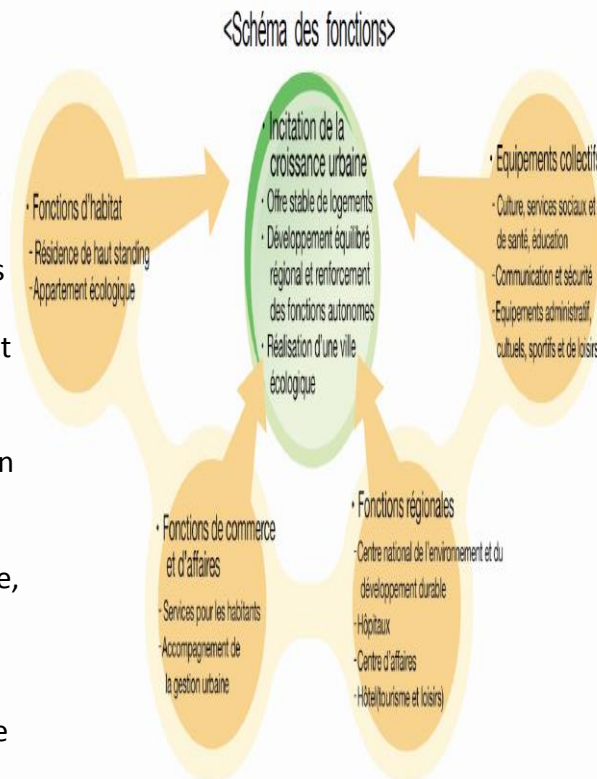 <Schéma des fonctions>
s
t
n
e,
e
· Fonctions d'habitat
- Résidence de haut standing
- Appartement écologique
· Incitation de la
croissance urbaine
· Offre stable de logements
· Développement équilibré
régional et renforcement
des fonctions autonomes
· Réalisation d'une ville
écologique
· Equipements collectifs
- Culture, services sociaux et
de santé, éducation
- Communication et sécurité
- Equipements administratif,
cultuels, sportifs et de loisirs
· Fonctions de commerce
et d'affaires
- Services pour les habitants
- Accompagnement de
la gestion urbaine
· Fonctions régionales
- Centre national de l'environnement et du
développement durable
- Hôpitaux
- Centre d'affaires
- Hôtel(tourisme et loisirs)